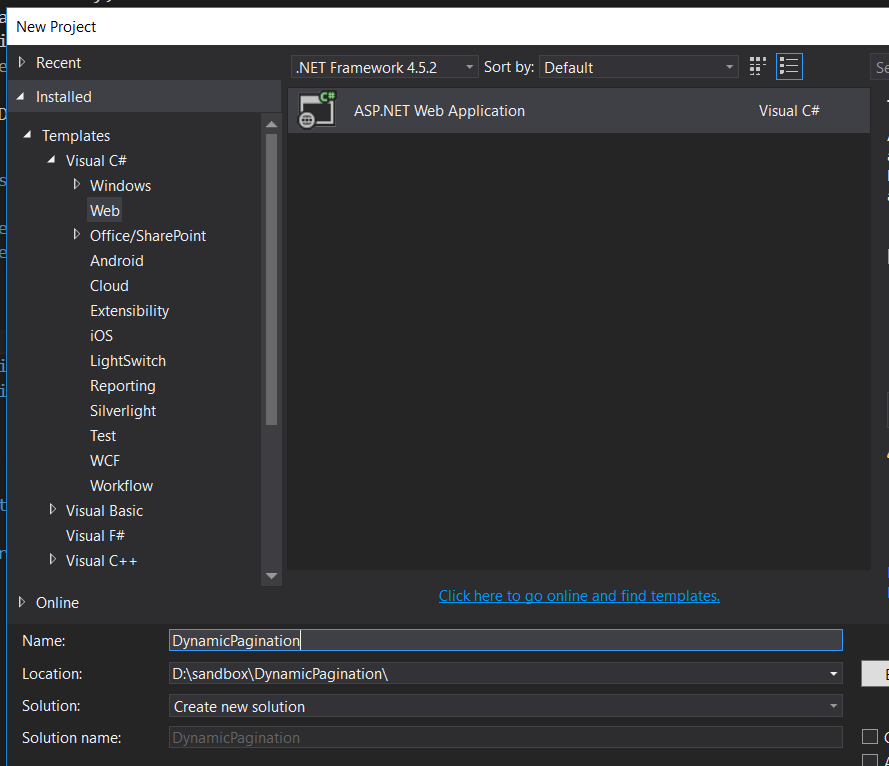 New Project
Recent
.NET Framework 4.5.2 Sort by: Default
Installed
ASP.NET Web Application Visual C#
Templates
Visual C#
Windows
Web
Office/SharePoint
Android
Cloud
Extensibility
iOS
LightSwitch
Reporting
Silverlight
Test
WCF
Workflow
Visual Basic
Visual F#
Visual C++
Online
Click here to go online and find templates.
Name: DynamicPagination
Location: D:\sandbox\DynamicPagination\
Solution: Create new solution
Solution name: DynamicPagination